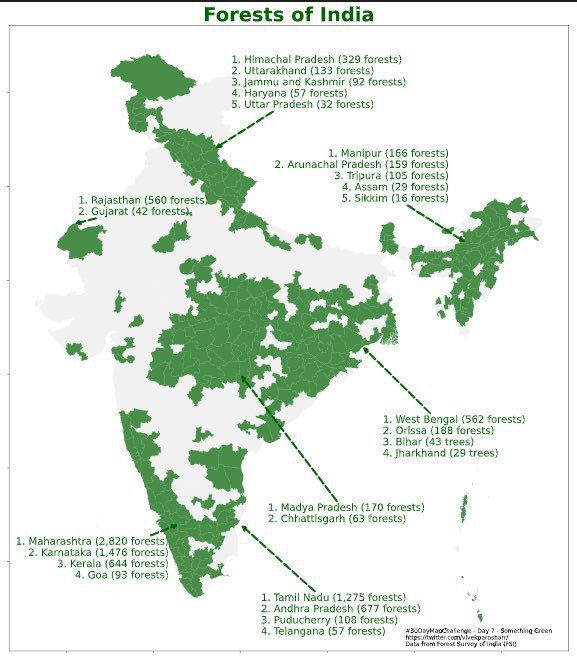 Forests of India
1. Himachal Pradesh (329 forests)
2. Uttarakhand (133 forests)
3. Jammu and Kashmir (92 forests)
4. Haryana (57 forests)
5. Uttar Pradesh (32 forests)
1. Manipur (166 forests)
2. Arunachal Pradesh (159 forests)
3. Tripura (105 forests)
4. Assam (29 forests)
5. Sikkim (16 forests)
1. Rajasthan (560 forests)
2. Gujarat (42 forests)
1. West Bengal (562 forests)
2. Orissa (188 forests)
3. Bihar (43 trees)
4. Jharkhand (29 trees)
1. Madya Pradesh (170 forests)
2. Chhattisgarh (63 forests)
1. Maharashtra (2,820 forests)
2. Karnataka (1,476 forests)
3. Kerala (644 forests)
4. Goa (93 forests)
1. Tamil Nadu (1,275 forests)
2. Andhra Pradesh (677 forests)
3. Puducherry (108 forests)
4. Telangana (57 forests)
#30DayMapChallenge - Day 7 - Something Green
https://twitter.com/vivekparashar/
Data from Forest Survey of India (FSI)